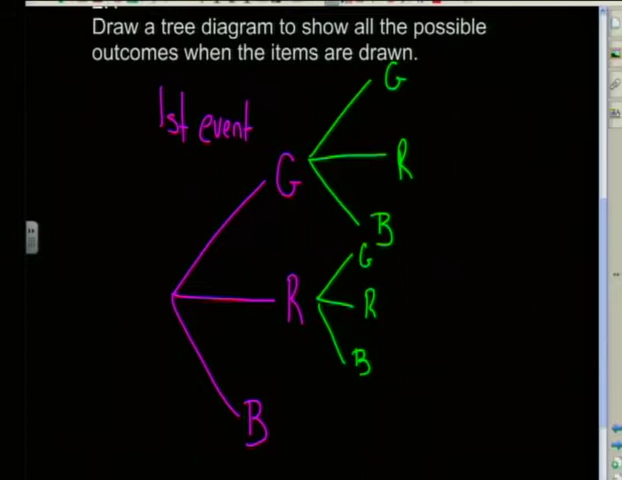 Draw a tree diagram to show all the possible
outcomes when the items are drawn.
1st event
G
G
R
B
R
G
R
B
B